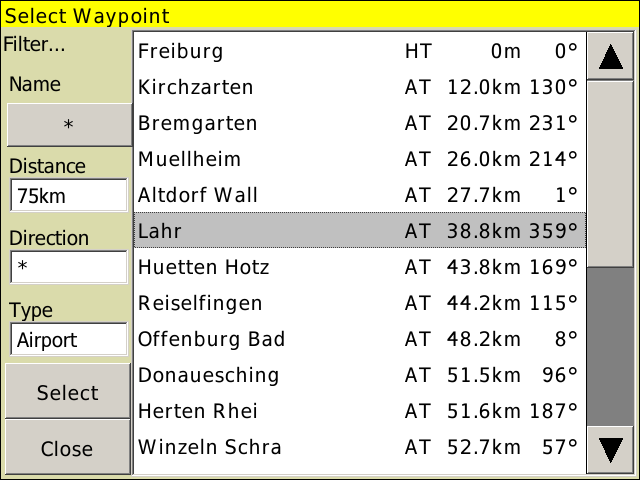 Select Waypoint
Filter...
Name
*
Distance
75km
Direction
*
Type
Airport
Select
Close
Freiburg HT 0m 0°
Kirchzarten AT 12.0km 130°
Bremgarten AT 20.7km 231°
Muellheim AT 26.0km 214°
Altdorf Wall AT 27.7km 1°
Lahr AT 38.8km 359°
Huetten Hotz AT 43.8km 169°
Reiselfingen AT 44.2km 115°
Offenburg Bad AT 48.2km 8°
Donauesching AT 51.5km 96°
Herten Rhei AT 51.6km 187°
Winzeln Schra AT 52.7km 57°